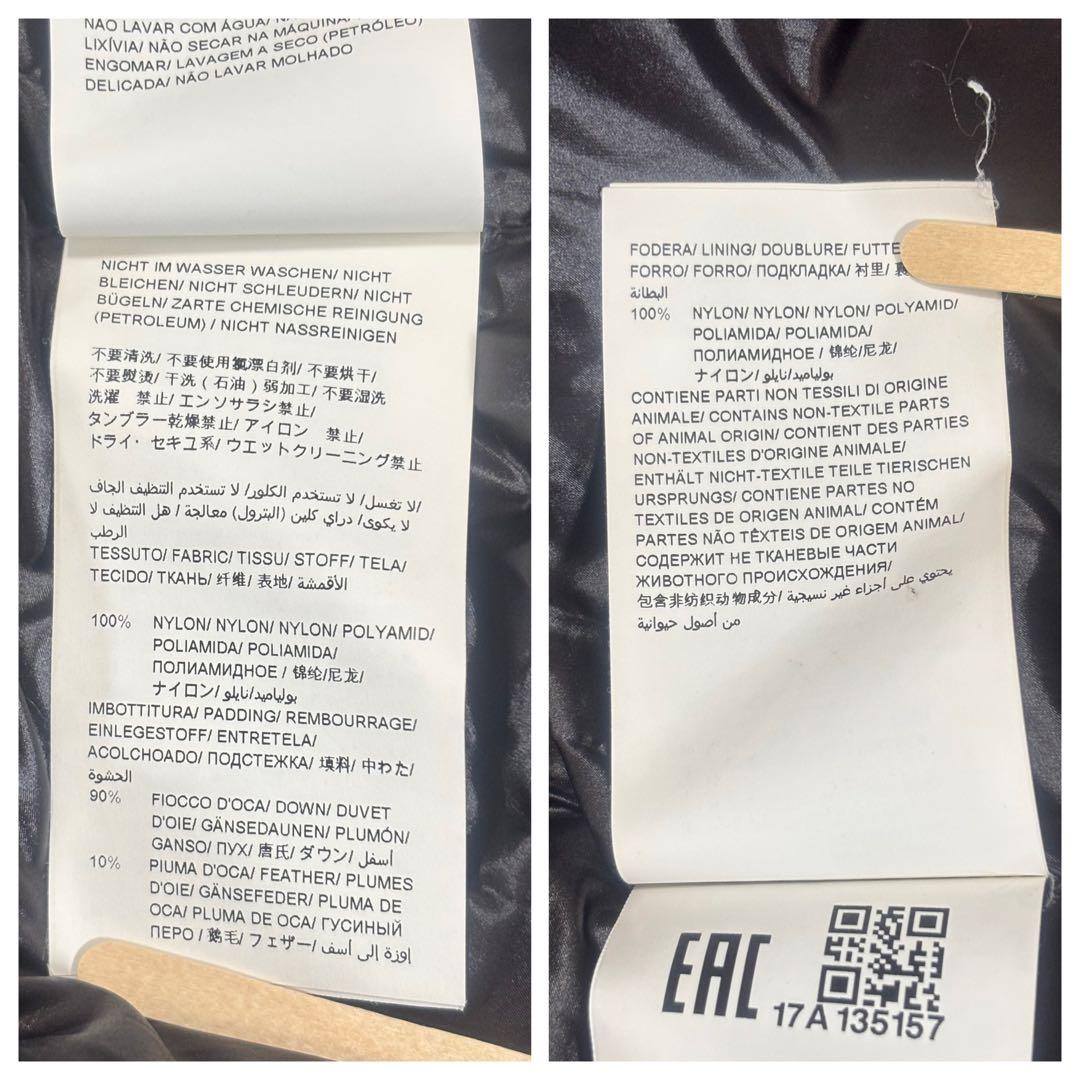 NÃO LAVAR COM ÁGUA/
LIXÍVIA/ NÃO SECAR NA MÁQUINA/
ENGOMAR/ LAVAGEM A SECO (PETRÓLEO)
DELICADA/ NÃO LAVAR MOLHADO
NICHT IM WASSER WASCHEN/ NICHT
BLEICHEN/ NICHT SCHLEUDERN/ NICHT
BÜGELN/ ZARTE CHEMISCHE REINIGUNG
(PETROLEUM) / NICHT NASSREINIGEN
不要清洗/ 不要使用氯漂白剂/ 不要烘干/
不要熨烫/ 干洗 ( 石油 ) 弱加工/ 不要湿洗
洗濯 禁止/ エンソサラシ禁止/
タンブラー乾燥禁止/ アイロン 禁止/
ドライ・セキユ系/ ウエットクリーニング禁止
لا تغسل/ لا تستخدم الكلور/ لا تستخدم التنظيف الجاف/
لا يكوى/ دراي كلين (البترول) معالجة / هل التنظيف لا
الرطب
TESSUTO/ FABRIC/ TISSU/ STOFF/ TELA/
TECIDO/ ТКАНЬ/ 纤维/ 表地/ الأقمشة
100% NYLON/ NYLON/ NYLON/ POLYAMID/
POLIAMIDA/ POLIAMIDA/
ПОЛИАМИДНОЕ / 锦纶/尼龙/
ナイロン/ بولياميد/نايلو
IMBOTTITURA/ PADDING/ REMBOURRAGE/
EINLEGESTOFF/ ENTRETELA/
ACOLCHOADO/ ПОДСТЕЖКА/ 填料/ 中わた/
الحشوة
90% FIOCCO D'OCA/ DOWN/ DUVET
D'OIE/ GÄNSEDAUNEN/ PLUMÓN/
GANSO/ ПУХ/ 唐氏/ ダウン/ أسفل
10% PIUMA D'OCA/ FEATHER/ PLUMES
D'OIE/ GÄNSEFEDER/ PLUMA DE
OCA/ PLUMA DE OCA/ ГУСИНЫЙ
ПЕРО / 鹅毛/ フェザー/ اوزة إلى أسف
FODERA/ LINING/ DOUBLURE/
FORRO/ FORRO/ ПОДКЛАДКА/ 衬里/
البطانة
100% NYLON/ NYLON/ NYLON/ POLYAMID/
POLIAMIDA/ POLIAMIDA/
ПОЛИАМИДНОЕ / 锦纶/尼龙/
ナイロン/ بولياميد/نايلو
CONTIENE PARTI NON TESSILI DI ORIGINE
ANIMALE/ CONTAINS NON-TEXTILE PARTS
OF ANIMAL ORIGIN/ CONTIENT DES PARTIES
NON-TEXTILES D'ORIGINE ANIMALE/
ENTHÄLT NICHT-TEXTILE TEILE TIERISCHEN
URSPRUNGS/ CONTIENE PARTES NO
TEXTILES DE ORIGEN ANIMAL/ CONTÉM
PARTES NÃO TÊXTEIS DE ORIGEM ANIMAL/
СОДЕРЖИТ НЕ ТКАНЕВЫЕ ЧАСТИ
ЖИВОТНОГО ПРОИСХОЖДЕНИЯ/
包含非纺织动物成分/ يحتوي على أجزاء غير نسيجية
من أصول حيوانية
EAC
17A 135157